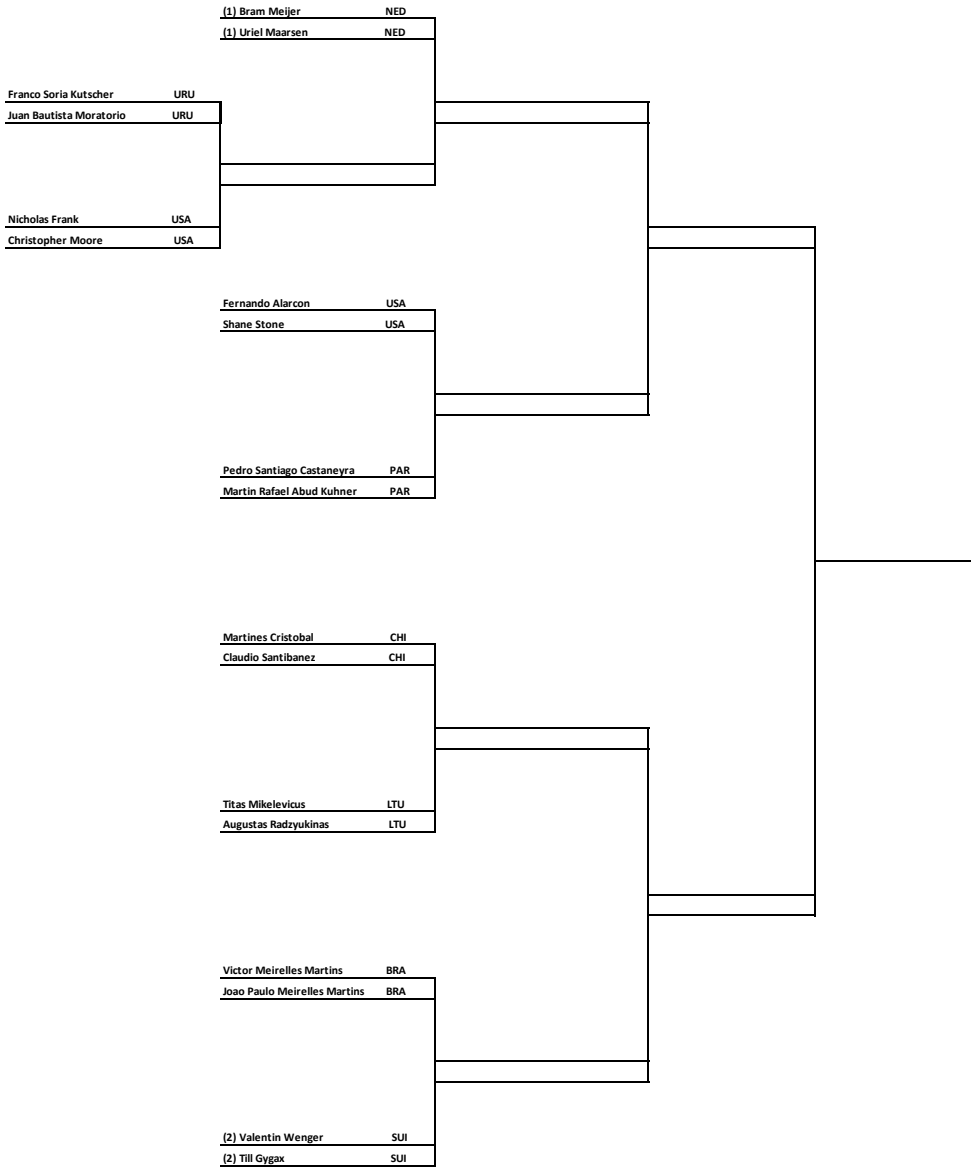 (1) Bram Meijer NED
(1) Uriel Maarsen NED
Franco Soria Kutscher URU
Juan Bautista Moratorio URU
Nicholas Frank USA
Christopher Moore USA
Fernando Alarcon USA
Shane Stone USA
Pedro Santiago Castaneyra PAR
Martin Rafael Abud Kuhner PAR
Martines Cristobal CHI
Claudio Santibanez CHI
Titas Mikelevicus LTU
Augustas Radzyukinas LTU
Victor Meirelles Martins BRA
Joao Paulo Meirelles Martins BRA
(2) Valentin Wenger SUI
(2) Till Gygax SUI